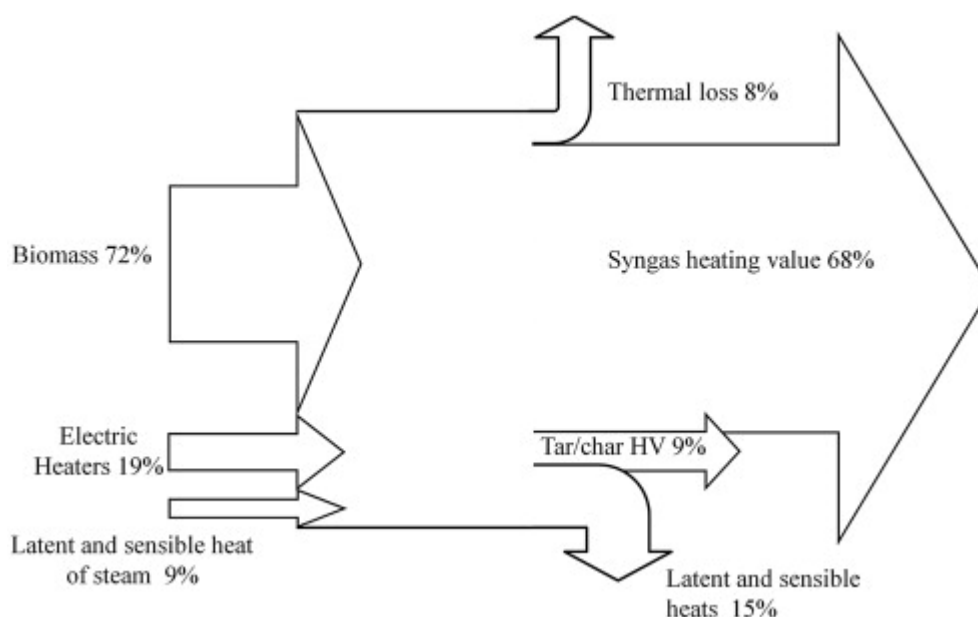 Thermal loss 8%
Biomass 72%
Syngas heating value 68%
Electric
Heaters 19%
Tar/char HV 9%
Latent and sensible heat
of steam 9%
Latent and sensible
heats 15%